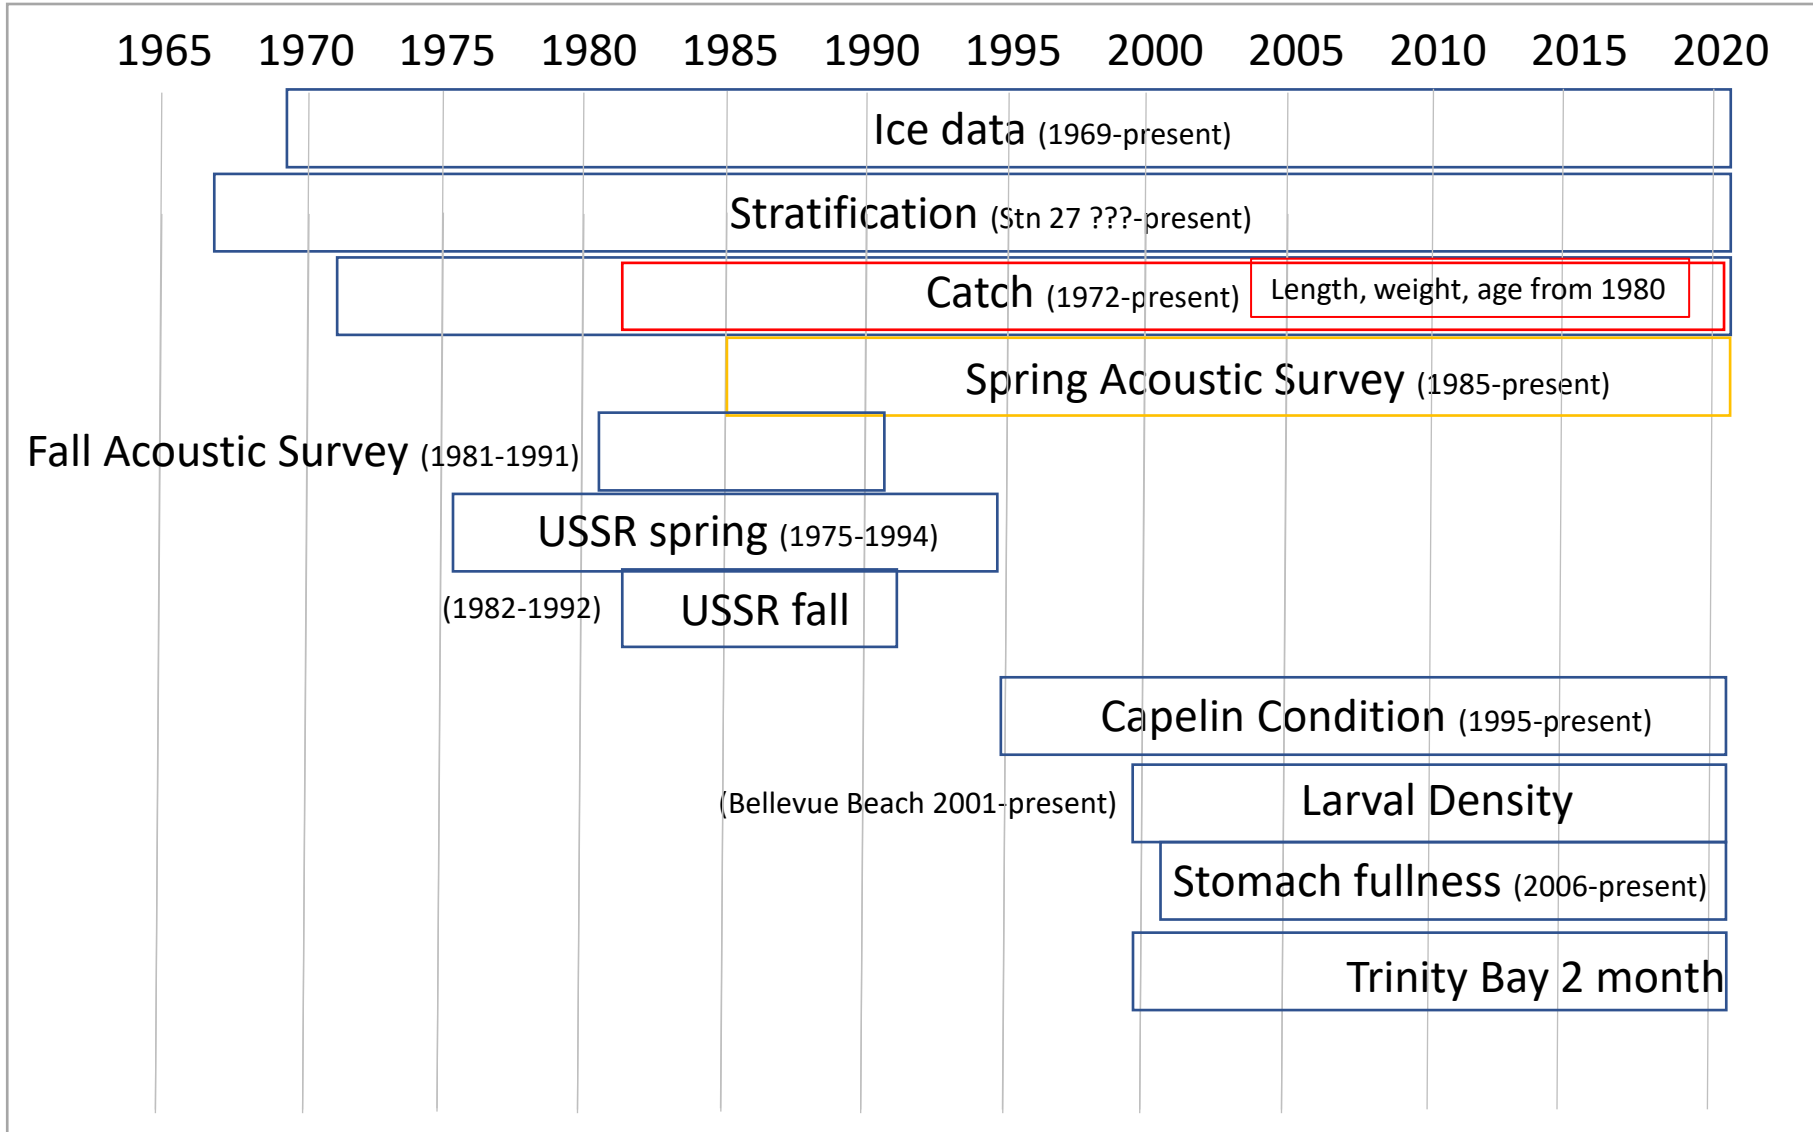 1965 1970 1975 1980 1985 1990 1995 2000 2005 2010 2015 2020
Ice data (1969-present)
Stratification (Stn 27 ???-present)
Catch (1972-present) Length, weight, age from 1980
Spring Acoustic Survey (1985-present)
Fall Acoustic Survey (1981-1991)
USSR spring (1975-1994)
(1982-1992) USSR fall
Capelin Condition (1995-present)
(Bellevue Beach 2001-present) Larval Density
Stomach fullness (2006-present)
Trinity Bay 2 month